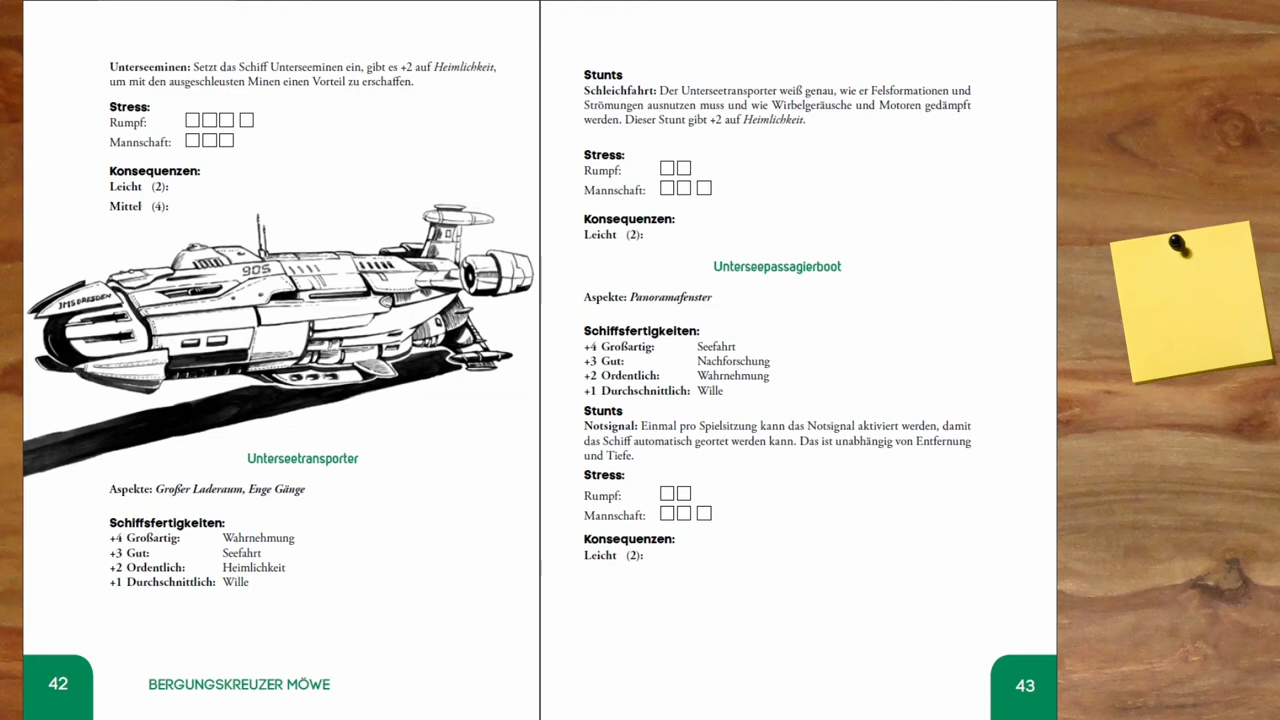 Unterseeminen: Setzt das Schiff Unterseeminen ein, gibt es +2 auf Heimlichkeit,
um mit den ausgeschleusten Minen einen Vorteil zu erschaffen.
Stress:
Rumpf:
Mannschaft:
Konsequenzen:
Leicht (2):
Mittel (4):
905
IMS DRESDEN
Unterseetransporter
Aspekte: Großer Laderaum, Enge Gänge
Schiffsfertigkeiten:
+4 Großartig: Wahrnehmung
+3 Gut: Seefahrt
+2 Ordentlich: Heimlichkeit
+1 Durchschnittlich: Wille
42
BERGUNGSKREUZER MÖWE
Stunts
Schleichfahrt: Der Unterseetransporter weiß genau, wie er Felsformationen und
Strömungen ausnutzen muss und wie Wirbelgeräusche und Motoren gedämpft
werden. Dieser Stunt gibt +2 auf Heimlichkeit.
Stress:
Rumpf:
Mannschaft:
Konsequenzen:
Leicht (2):
Unterseepassagierboot
Aspekte: Panoramafenster
Schiffsfertigkeiten:
+4 Großartig: Seefahrt
+3 Gut: Nachforschung
+2 Ordentlich: Wahrnehmung
+1 Durchschnittlich: Wille
Stunts
Notsignal: Einmal pro Spielsitzung kann das Notsignal aktiviert werden, damit
das Schiff automatisch geortet werden kann. Das ist unabhängig von Entfernung
und Tiefe.
Stress:
Rumpf:
Mannschaft:
Konsequenzen:
Leicht (2):
43